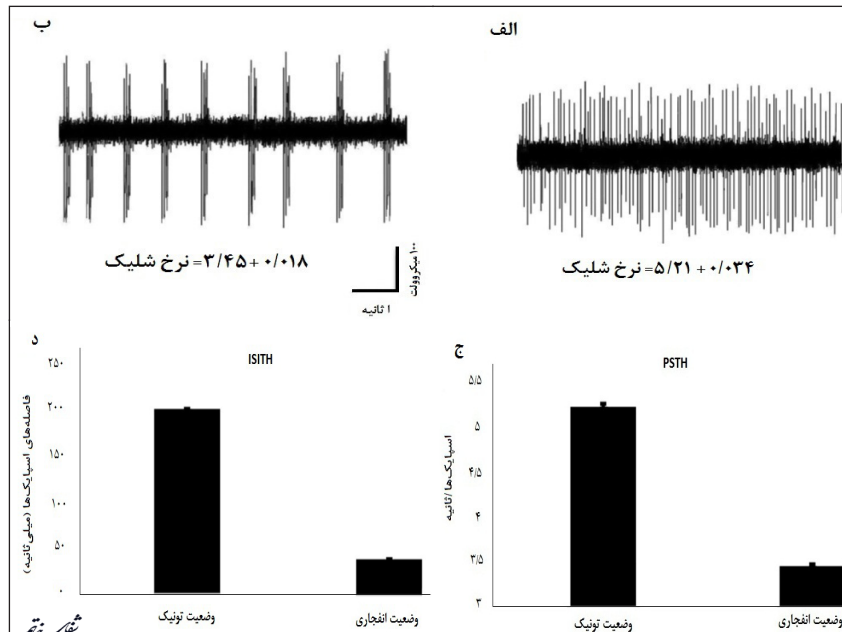 الف
ب
نرخ شلیک =۵/۲۱ + ۰/۰۳۴
نرخ شلیک =۳/۴۵ + ۰/۰۱۸
۱۰۰ میکروولت
۱ ثانیه
ج
PSTH
اسپایک‌ها/ثانیه
۵/۵
۵
۴/۵
۴
۳/۵
۳
وضعیت تونیک
وضعیت انفجاری
د
ISITH
فاصله‌های اسپایک‌ها (میلی ثانیه)
۲۵۰
۲۰۰
۱۵۰
۱۰۰
۵۰
۰
وضعیت تونیک
وضعیت انفجاری